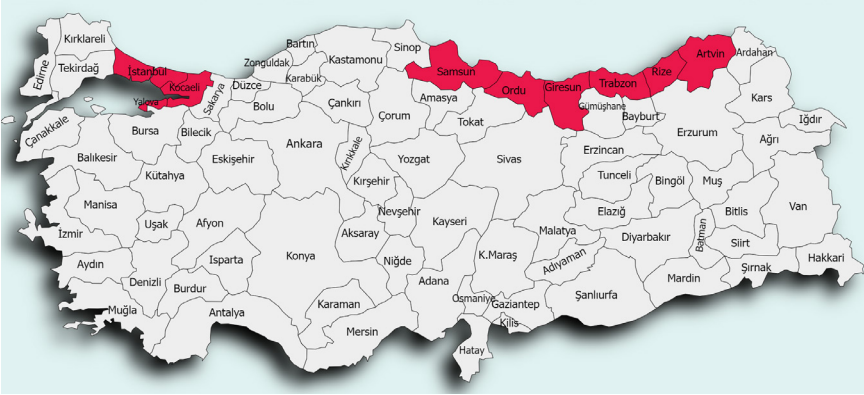 Kırklareli
Edirne
Tekirdağ
İstanbul
Kocaeli
Yalova
Sakarya
Düzce
Zonguldak
Bartın
Karabük
Kastamonu
Sinop
Samsun
Ordu
Giresun
Trabzon
Rize
Artvin
Ardahan
Çanakkale
Bursa
Bilecik
Bolu
Çankırı
Çorum
Amasya
Tokat
Gümüşhane
Bayburt
Erzurum
Kars
Iğdır
Ağrı
Balıkesir
Kütahya
Eskişehir
Ankara
Kırıkkale
Kırşehir
Yozgat
Sivas
Erzincan
Tunceli
Bingöl
Muş
Manisa
İzmir
Uşak
Afyon
Konya
Aksaray
Nevşehir
Kayseri
Malatya
Elazığ
Diyarbakır
Batman
Bitlis
Van
Siirt
Aydın
Denizli
Burdur
Isparta
Niğde
K.Maraş
Adıyaman
Mardin
Şırnak
Hakkari
Muğla
Antalya
Karaman
Mersin
Adana
Osmaniye
Gaziantep
Kilis
Şanlıurfa
Hatay